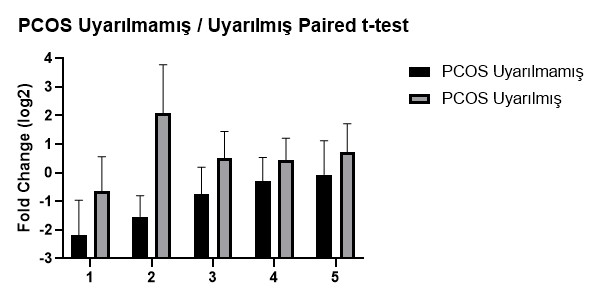 PCOS Uyarılmamış / Uyarılmış Paired t-test
Fold Change (log2)
4
3
2
1
0
-1
-2
-3
1 2 3 4 5
PCOS Uyarılmamış
PCOS Uyarılmış